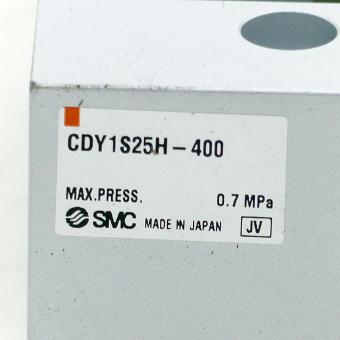 CDY1S25H-400
MAX.PRESS. 0.7 MPa
SMC MADE IN JAPAN JV